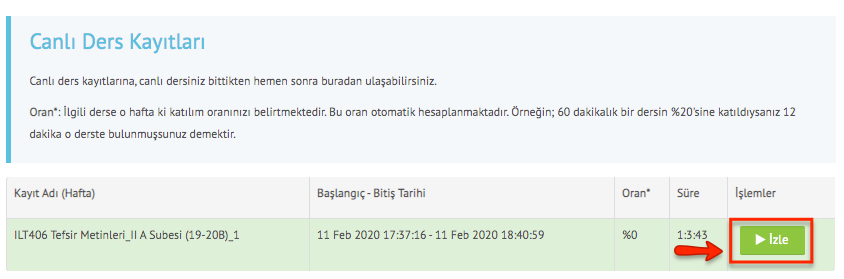 Canlı Ders Kayıtları
Canlı ders kayıtlarına, canlı dersiniz bittikten hemen sonra buradan ulaşabilirsiniz.
Oran*: İlgili derse o hafta ki katılım oranınızı belirtmektedir. Bu oran otomatik hesaplanmaktadır. Örneğin; 60 dakikalık bir dersin %20'sine katıldıysanız 12
dakika o derste bulunmuşsunuz demektir.
Kayıt Adı (Hafta) Başlangıç - Bitiş Tarihi Oran* Süre İşlemler
ILT406 Tefsir Metinleri_II A Subesi (19-20B)_1 11 Feb 2020 17:37:16 - 11 Feb 2020 18:40:59 %0 1:3:43 İzle